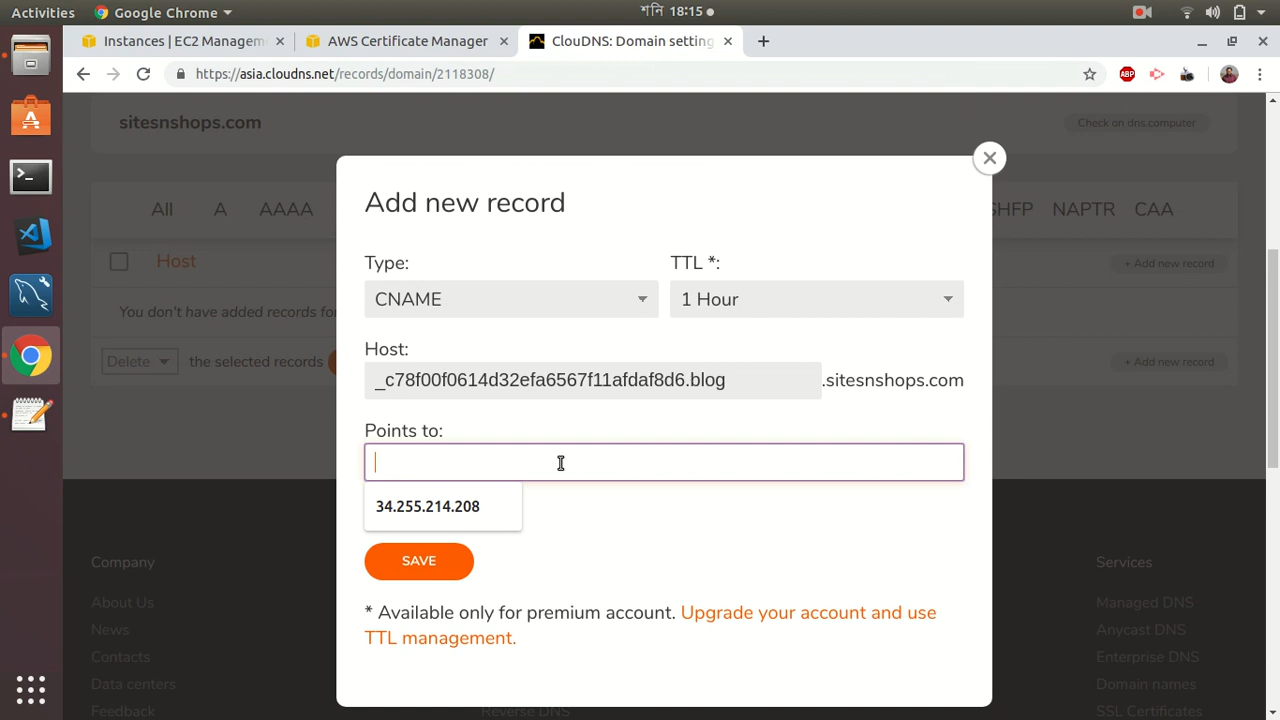 Activities Google Chrome শনি 18:15
Instances | EC2 Managem
AWS Certificate Manager
ClouDNS: Domain setting
https://asia.cloudns.net/records/domain/2118308/
ABP
sitesnshops.com
Check on dns.computer
All A AAAA SHFP NAPTR CAA
Host
+ Add new record
You don't have added records for
Delete the selected records
+ Add new record
Add new record
Type:
TTL *:
CNAME
1 Hour
Host:
_c78f00f0614d32efa6567f11afdaf8d6.blog .sitesnshops.com
Points to:
34.255.214.208
SAVE
* Available only for premium account. Upgrade your account and use
TTL management.
Company
About Us
News
Contacts
Data centers
Feedback
Reverse DNS
Services
Managed DNS
Anycast DNS
Enterprise DNS
Domain names
SSL Certificates